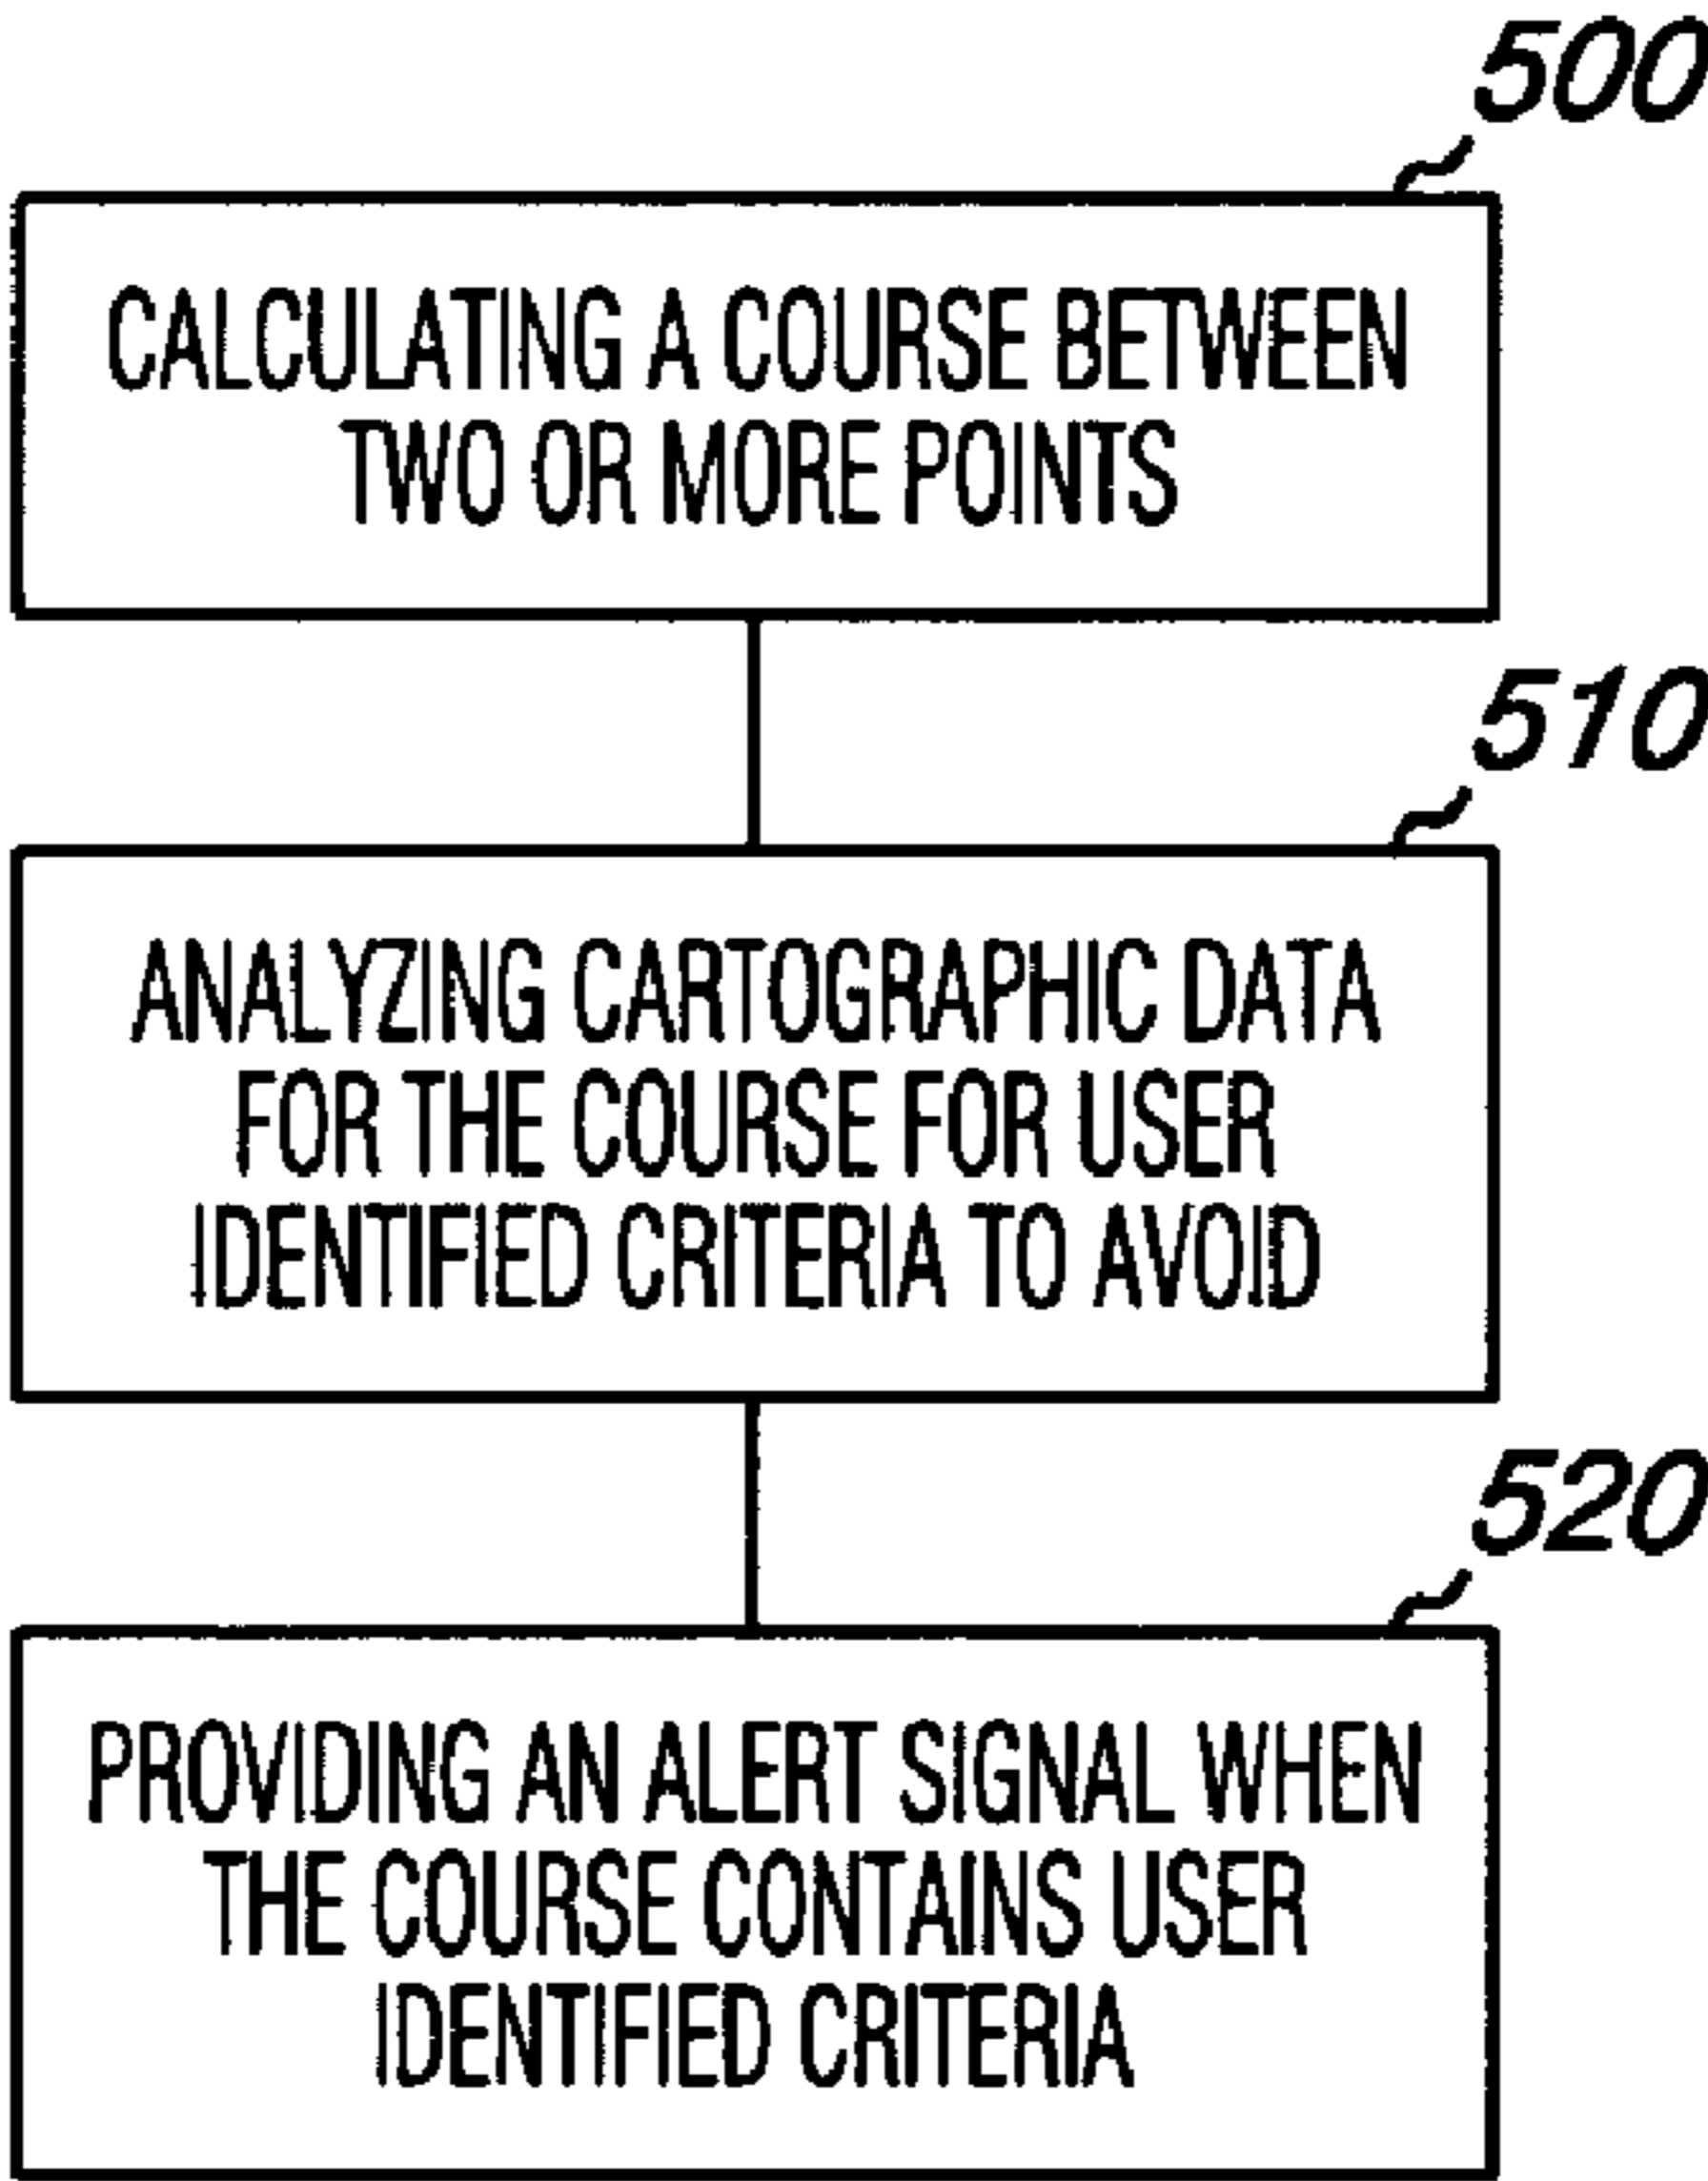 500
CALCULATING A COURSE BETWEEN
TWO OR MORE POINTS
510
ANALYZING CARTOGRAPHIC DATA
FOR THE COURSE FOR USER
IDENTIFIED CRITERIA TO AVOID
520
PROVIDING AN ALERT SIGNAL WHEN
THE COURSE CONTAINS USER
IDENTIFIED CRITERIA